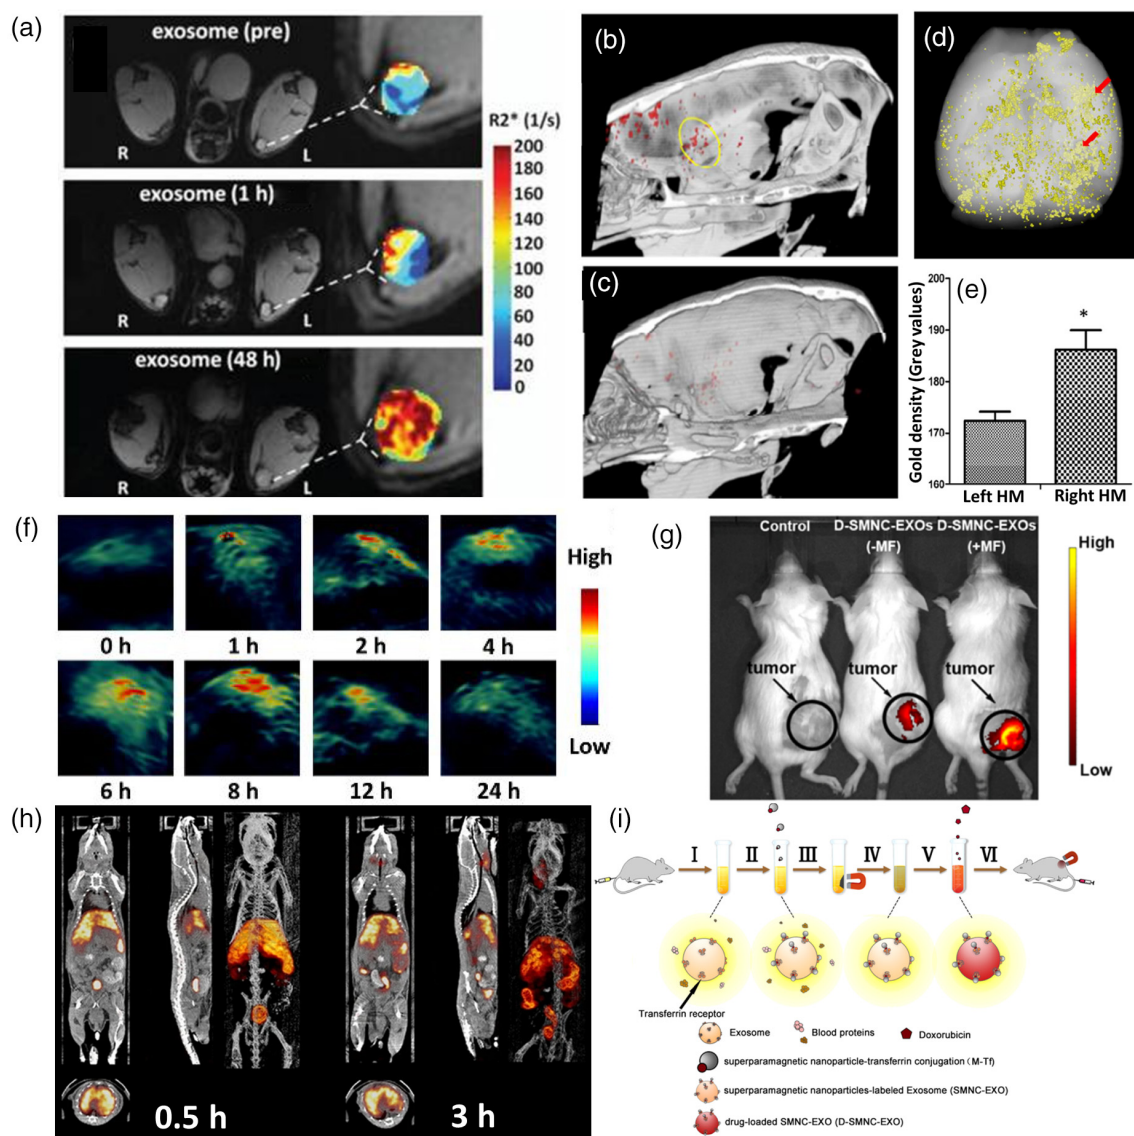 (a)
exosome (pre)
R
L
exosome (1 h)
R
L
exosome (48 h)
R
L
R2* (1/s)
200
180
160
140
120
100
80
60
40
20
0
(b)
(c)
(d)
(e)
Gold density (Grey values)
200
190
180
170
160
*
Left HM
Right HM
(f)
0 h
1 h
2 h
4 h
6 h
8 h
12 h
24 h
High
Low
(g)
Control
D-SMNC-EXOs
(-MF)
D-SMNC-EXOs
(+MF)
tumor
tumor
tumor
High
Low
(h)
0.5 h
3 h
(i)
I
II
III
IV
V
VI
Transferrin receptor
Exosome
Blood proteins
Doxorubicin
superparamagnetic nanoparticle-transferrin conjugation (M-Tf)
superparamagnetic nanoparticles-labeled Exosome (SMNC-EXO)
drug-loaded SMNC-EXO (D-SMNC-EXO)